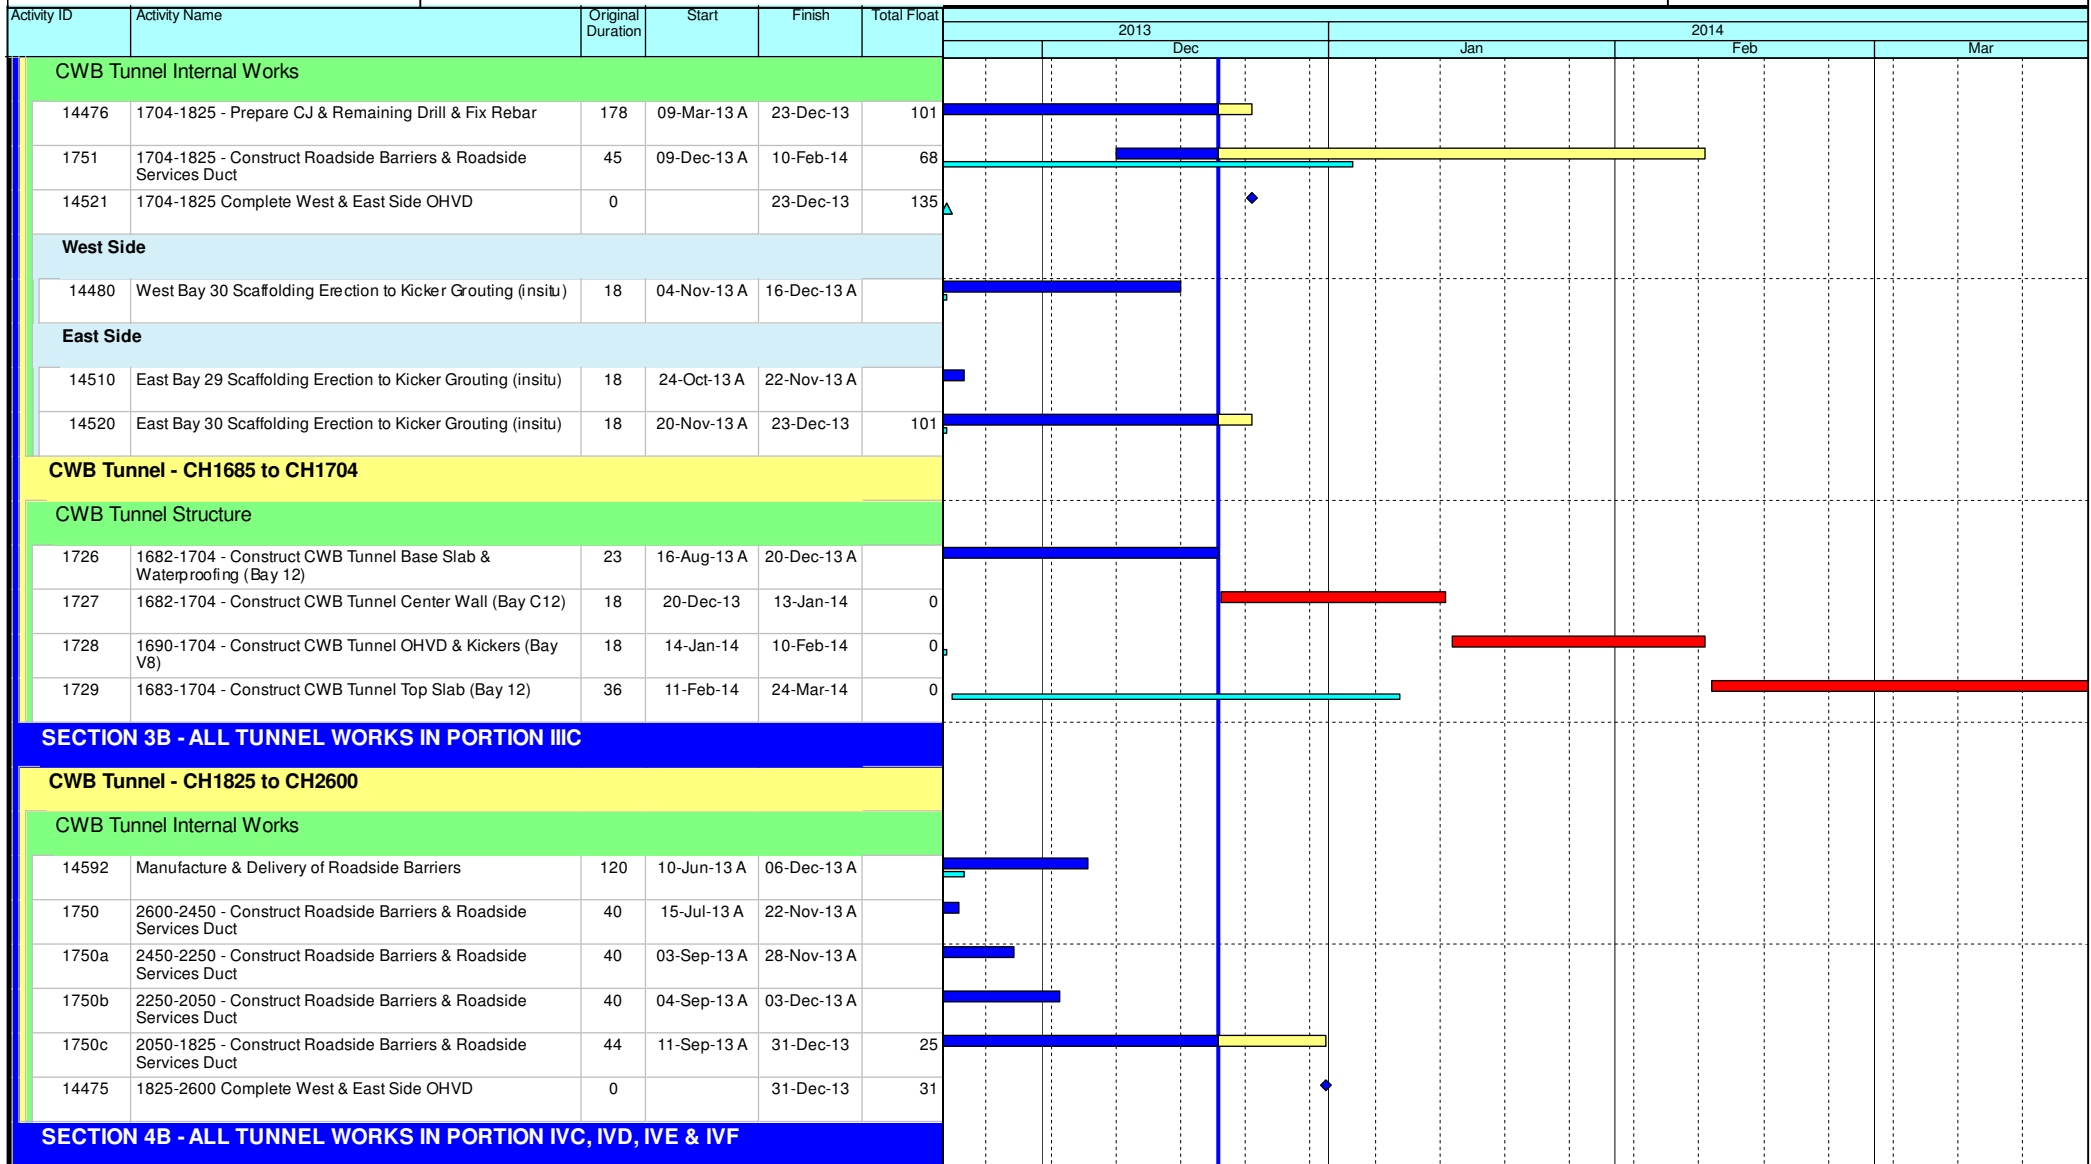 Activity ID Activity Name Original Start Finish Total Float
Duration
2013 2014
Dec Jan Feb Mar
CWB Tunnel Internal Works
14476 1704-1825 - Prepare CJ & Remaining Drill & Fix Rebar 178 09-Mar-13 A 23-Dec-13 101
1751 1704-1825 - Construct Roadside Barriers & Roadside 45 09-Dec-13 A 10-Feb-14 68
Services Duct
14521 1704-1825 Complete West & East Side OHVD 0 23-Dec-13 135
West Side
14480 West Bay 30 Scaffolding Erection to Kicker Grouting (insitu) 18 04-Nov-13 A 16-Dec-13 A
East Side
14510 East Bay 29 Scaffolding Erection to Kicker Grouting (insitu) 18 24-Oct-13 A 22-Nov-13 A
14520 East Bay 30 Scaffolding Erection to Kicker Grouting (insitu) 18 20-Nov-13 A 23-Dec-13 101
CWB Tunnel - CH1685 to CH1704
CWB Tunnel Structure
1726 1682-1704 - Construct CWB Tunnel Base Slab & 23 16-Aug-13 A 20-Dec-13 A
Waterproofing (Bay 12)
1727 1682-1704 - Construct CWB Tunnel Center Wall (Bay C12) 18 20-Dec-13 13-Jan-14 0
1728 1690-1704 - Construct CWB Tunnel OHVD & Kickers (Bay 18 14-Jan-14 10-Feb-14 0
V8)
1729 1683-1704 - Construct CWB Tunnel Top Slab (Bay 12) 36 11-Feb-14 24-Mar-14 0
SECTION 3B - ALL TUNNEL WORKS IN PORTION IIIC
CWB Tunnel - CH1825 to CH2600
CWB Tunnel Internal Works
14592 Manufacture & Delivery of Roadside Barriers 120 10-Jun-13 A 06-Dec-13 A
1750 2600-2450 - Construct Roadside Barriers & Roadside 40 15-Jul-13 A 22-Nov-13 A
Services Duct
1750a 2450-2250 - Construct Roadside Barriers & Roadside 40 03-Sep-13 A 28-Nov-13 A
Services Duct
1750b 2250-2050 - Construct Roadside Barriers & Roadside 40 04-Sep-13 A 03-Dec-13 A
Services Duct
1750c 2050-1825 - Construct Roadside Barriers & Roadside 44 11-Sep-13 A 31-Dec-13 25
Services Duct
14475 1825-2600 Complete West & East Side OHVD 0 31-Dec-13 31
SECTION 4B - ALL TUNNEL WORKS IN PORTION IVC, IVD, IVE & IVF